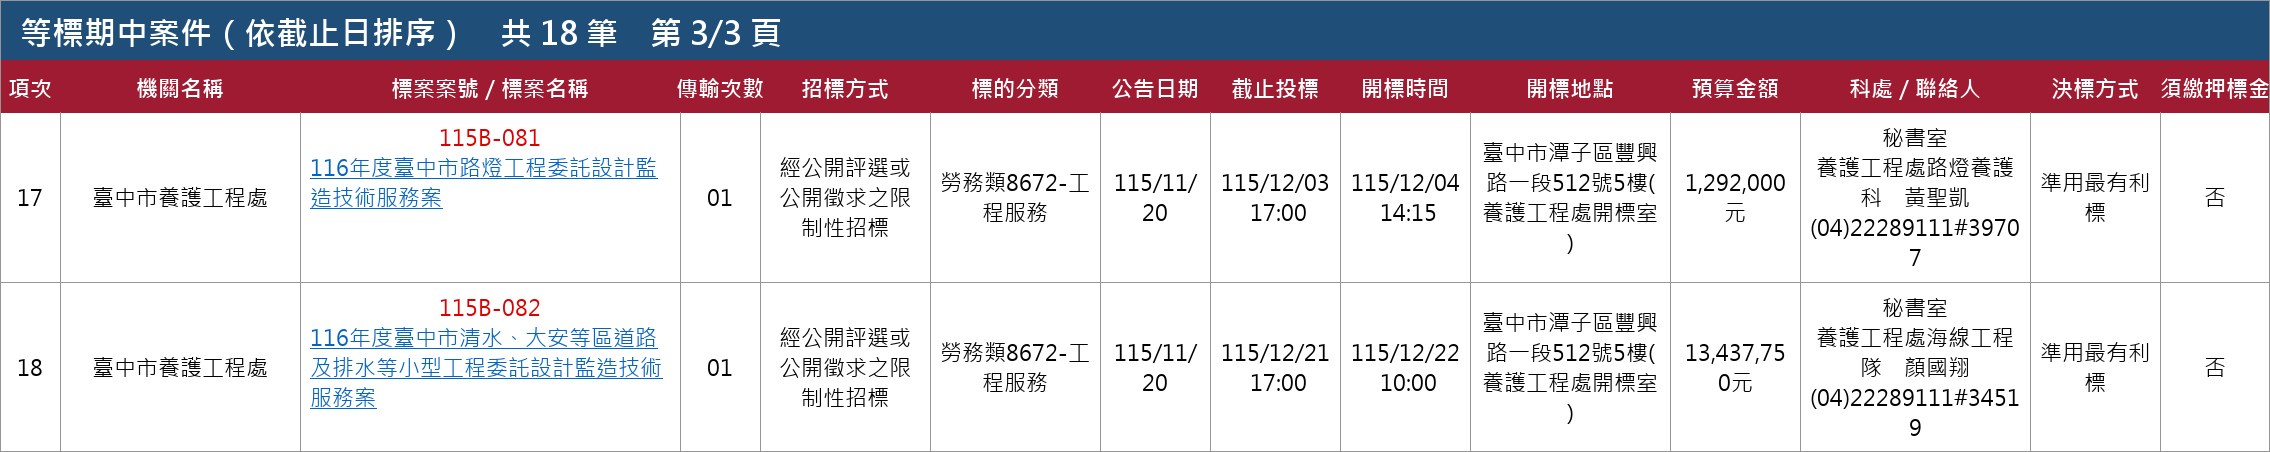 等標期中案件（依截止日排序）　共 18 筆　第 3/3 頁
項次　機關名稱　標案案號 / 標案名稱　傳輸次數　招標方式　標的分類　公告日期　截止投標　開標時間　開標地點　預算金額　科處 / 聯絡人　決標方式　須繳押標金
17
臺中市養護工程處
115B-081
116年度臺中市路燈工程委託設計監
造技術服務案
01
經公開評選或
公開徵求之限
制性招標
勞務類8672-工
程服務
115/11/
20
115/12/03
17:00
115/12/04
14:15
臺中市潭子區豐興
路一段512號5樓(
養護工程處開標室
)
1,292,000
元
秘書室
養護工程處路燈養護
科　黃聖凱
(04)22289111#3970
7
準用最有利
標
否
18
臺中市養護工程處
115B-082
116年度臺中市清水、大安等區道路
及排水等小型工程委託設計監造技術
服務案
01
經公開評選或
公開徵求之限
制性招標
勞務類8672-工
程服務
115/11/
20
115/12/21
17:00
115/12/22
10:00
臺中市潭子區豐興
路一段512號5樓(
養護工程處開標室
)
13,437,75
0元
秘書室
養護工程處海線工程
隊　顏國翔
(04)22289111#3451
9
準用最有利
標
否